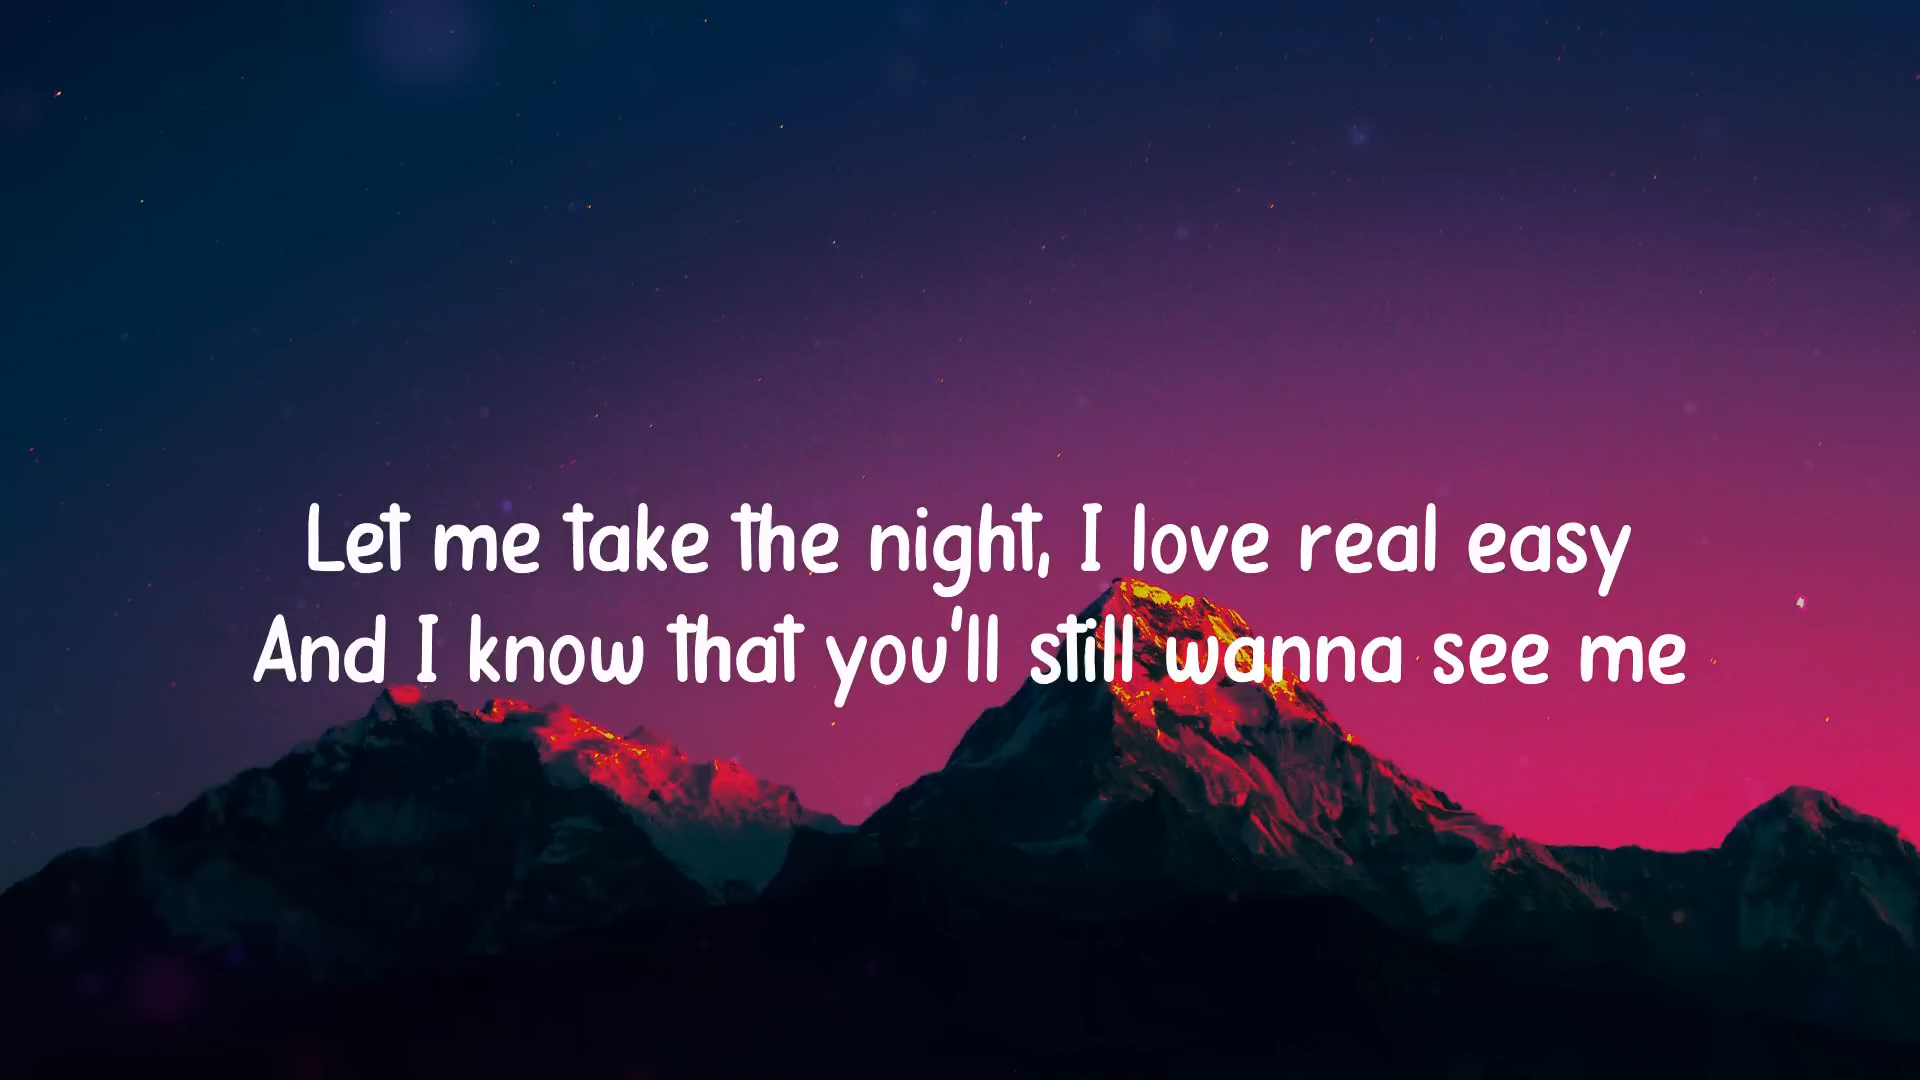 Let me take the night, I love real easy
And I know that you'll still wanna see me